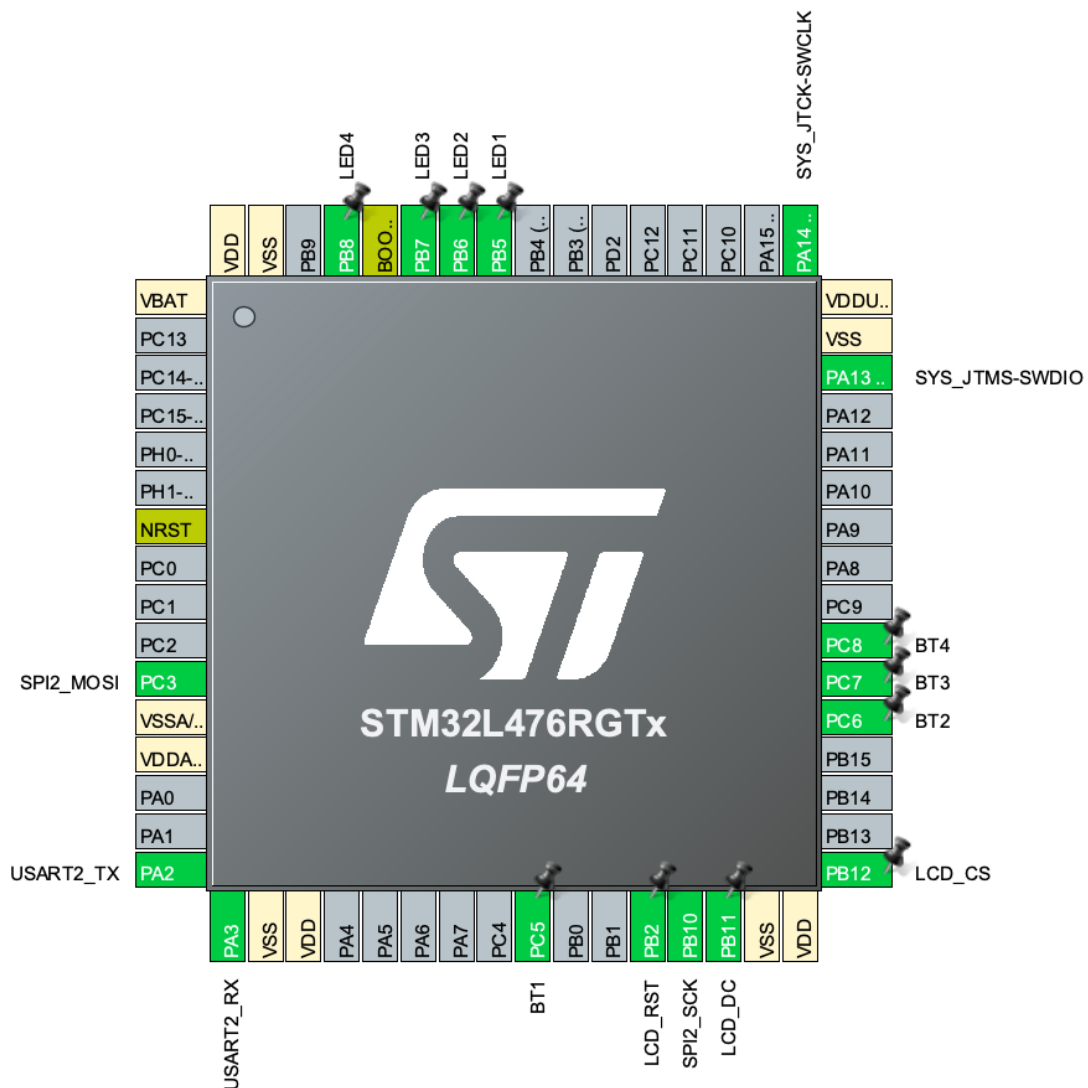 SYS_JTCK-SWCLK
LED4
LED3
LED2
LED1
VDD
VSS
PB9
PB8
BOO..
PB7
PB6
PB5
PB4 (..
PB3 (..
PD2
PC12
PC11
PC10
PA15 ..
PA14 ..
VBAT
PC13
PC14-..
PC15-..
PH0-..
PH1-..
NRST
PC0
PC1
PC2
SPI2_MOSI
PC3
VSSA/..
VDDA..
PA0
PA1
USART2_TX
PA2
ST
STM32L476RGTx
LQFP64
VDDU..
VSS
PA13 ..
SYS_JTMS-SWDIO
PA12
PA11
PA10
PA9
PA8
PC9
PC8
BT4
PC7
BT3
PC6
BT2
PB15
PB14
PB13
PB12
LCD_CS
PA3
VSS
VDD
PA4
PA5
PA6
PA7
PC4
PC5
PB0
PB1
PB2
PB10
PB11
VSS
VDD
USART2_RX
BT1
LCD_RST
SPI2_SCK
LCD_DC